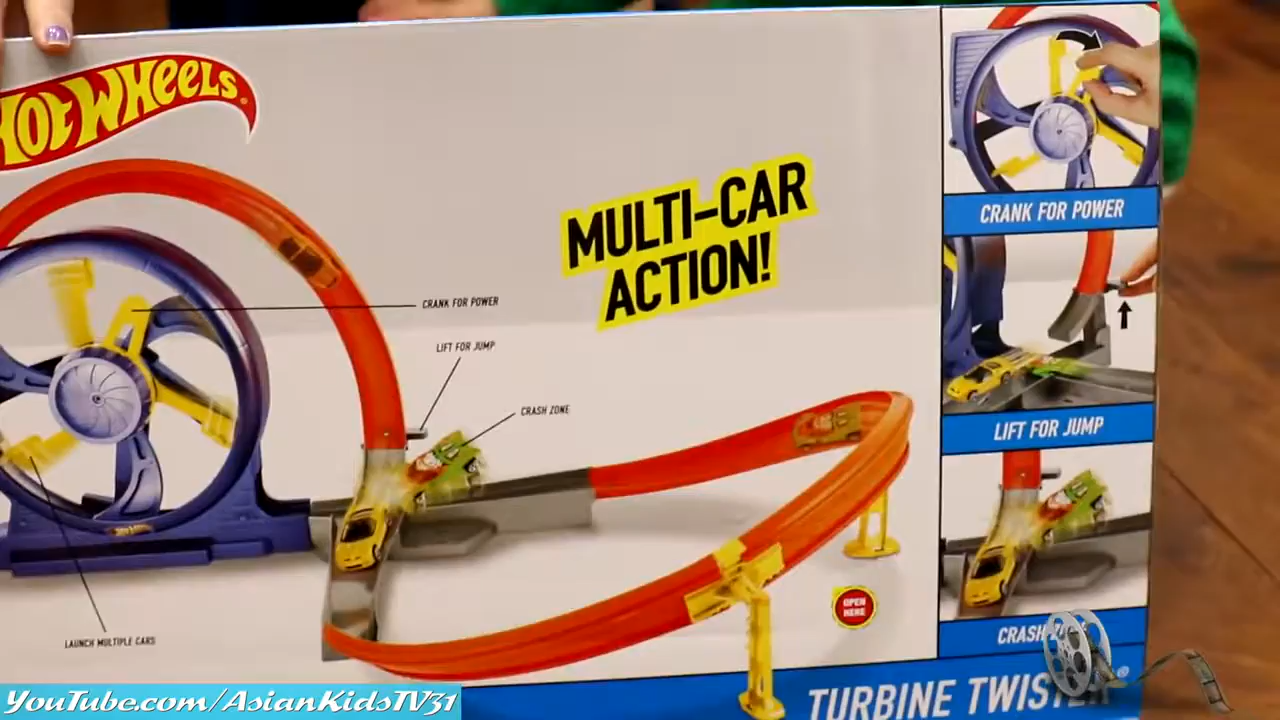 HOT WHEELS
MULTI-CAR
ACTION!
CRANK FOR POWER
LIFT FOR JUMP
CRASH ZONE
LAUNCH MULTIPLE CARS
OPEN
HERE
CRANK FOR POWER
LIFT FOR JUMP
CRASH
TURBINE TWISTER
YouTube.com/AsianKidsTV31